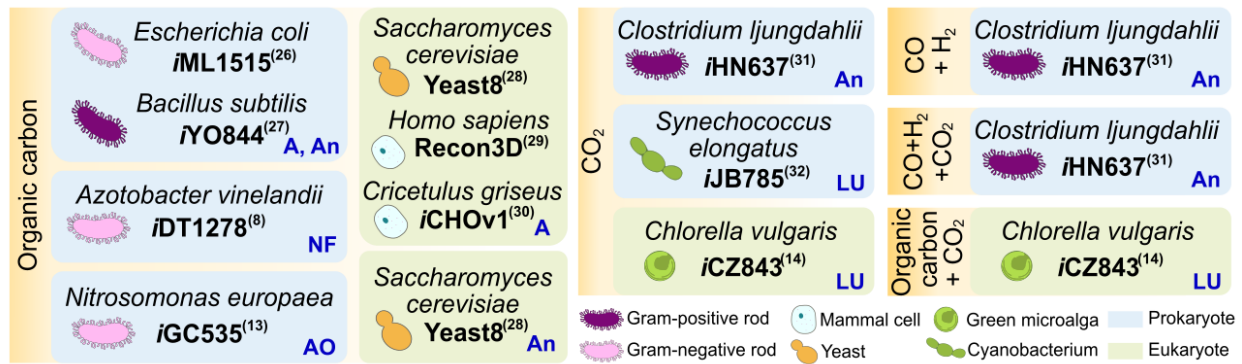 Organic carbon
Escherichia coli
iML1515(26)
Bacillus subtilis
iYO844(27)
A, An
Azotobacter vinelandii
iDT1278(8)
NF
Nitrosomonas europaea
iGC535(13)
AO
Saccharomyces
cerevisiae
Yeast8(28)
Homo sapiens
Recon3D(29)
Cricetulus griseus
iCHOv1(30)
A
Saccharomyces
cerevisiae
Yeast8(28)
An
CO2
Clostridium ljungdahlii
iHN637(31)
An
Synechococcus
elongatus
iJB785(32)
LU
Chlorella vulgaris
iCZ843(14)
LU
CO
+ H2
Clostridium ljungdahlii
iHN637(31)
An
CO+H2
+CO2
Clostridium ljungdahlii
iHN637(31)
An
Organic
carbon
+ CO2
Chlorella vulgaris
iCZ843(14)
LU
Gram-positive rod
Mammal cell
Green microalga
Prokaryote
Gram-negative rod
Yeast
Cyanobacterium
Eukaryote